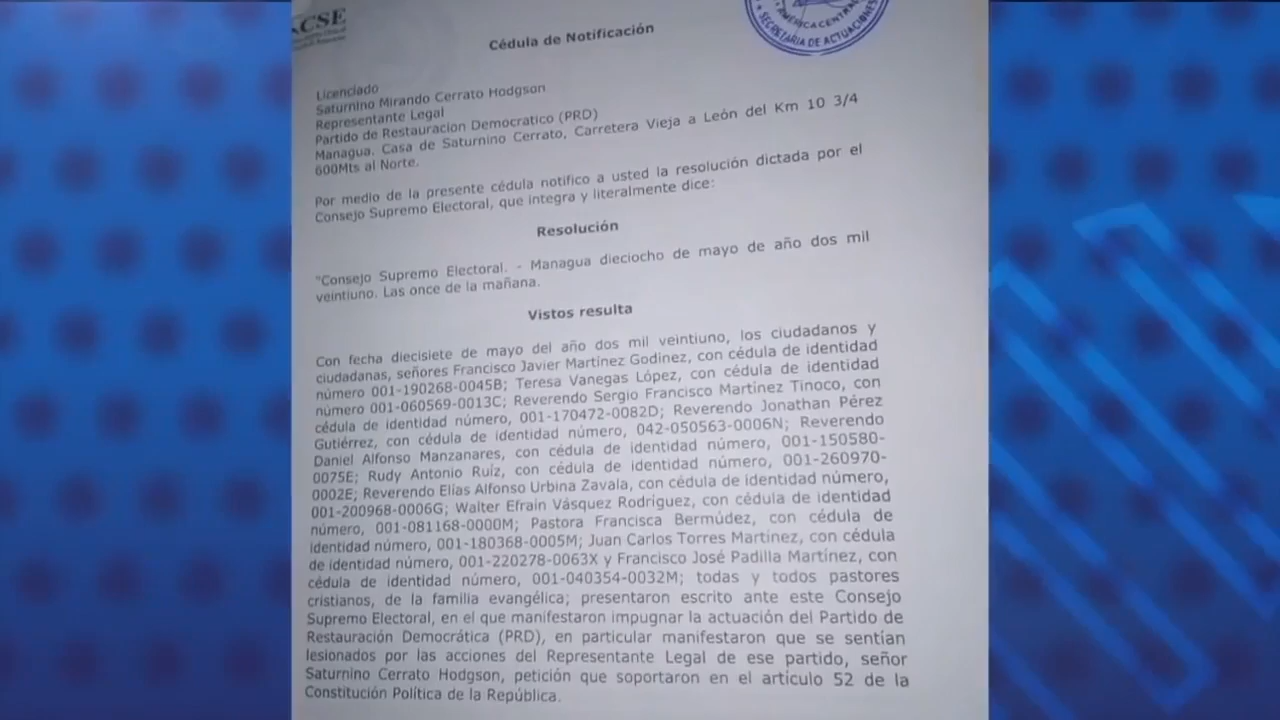 CSE
AMÉRICA CENTRAL
SECRETARIA DE ACTUACIONES
Cédula de Notificación
Licenciado
Saturnino Mirando Cerrato Hodgson
Representante Legal
Partido de Restauracion Democratico (PRD)
Managua. Casa de Saturnino Cerrato, Carretera Vieja a León del Km 10 3/4
600Mts al Norte.
Por medio de la presente cédula notifico a usted la resolución dictada por el
Consejo Supremo Electoral, que integra y literalmente dice:
Resolución
"Consejo Supremo Electoral. - Managua dieciocho de mayo de año dos mil
veintiuno. Las once de la mañana.
Vistos resulta
Con fecha diecisiete de mayo del año dos mil veintiuno, los ciudadanos y
ciudadanas, señores Francisco Javier Martínez Godinez, con cédula de identidad
número 001-190268-0045B; Teresa Vanegas López, con cédula de identidad
número 001-060569-0013C; Reverendo Sergio Francisco Martínez Tinoco, con
cédula de identidad número, 001-170472-0082D; Reverendo Jonathan Pérez
Gutiérrez, con cédula de identidad número, 042-050563-0006N; Reverendo
Daniel Alfonso Manzanares, con cédula de identidad número, 001-150580-
0075E; Rudy Antonio Ruíz, con cédula de identidad número, 001-260970-
0002E; Reverendo Elías Alfonso Urbina Zavala, con cédula de identidad número,
001-200968-0006G; Walter Efrain Vásquez Rodríguez, con cédula de identidad
número, 001-081168-0000M; Pastora Francisca Bermúdez, con cédula de
identidad número, 001-180368-0005M; Juan Carlos Torres Martínez, con cédula
de identidad número, 001-220278-0063X y Francisco José Padilla Martínez, con
cédula de identidad número, 001-040354-0032M; todas y todos pastores
cristianos, de la familia evangélica; presentaron escrito ante este Consejo
Supremo Electoral, en el que manifestaron impugnar la actuación del Partido de
Restauración Democrática (PRD), en particular manifestaron que se sentían
lesionados por las acciones del Representante Legal de ese partido, señor
Saturnino Cerrato Hodgson, petición que soportaron en el artículo 52 de la
Constitución Política de la República.